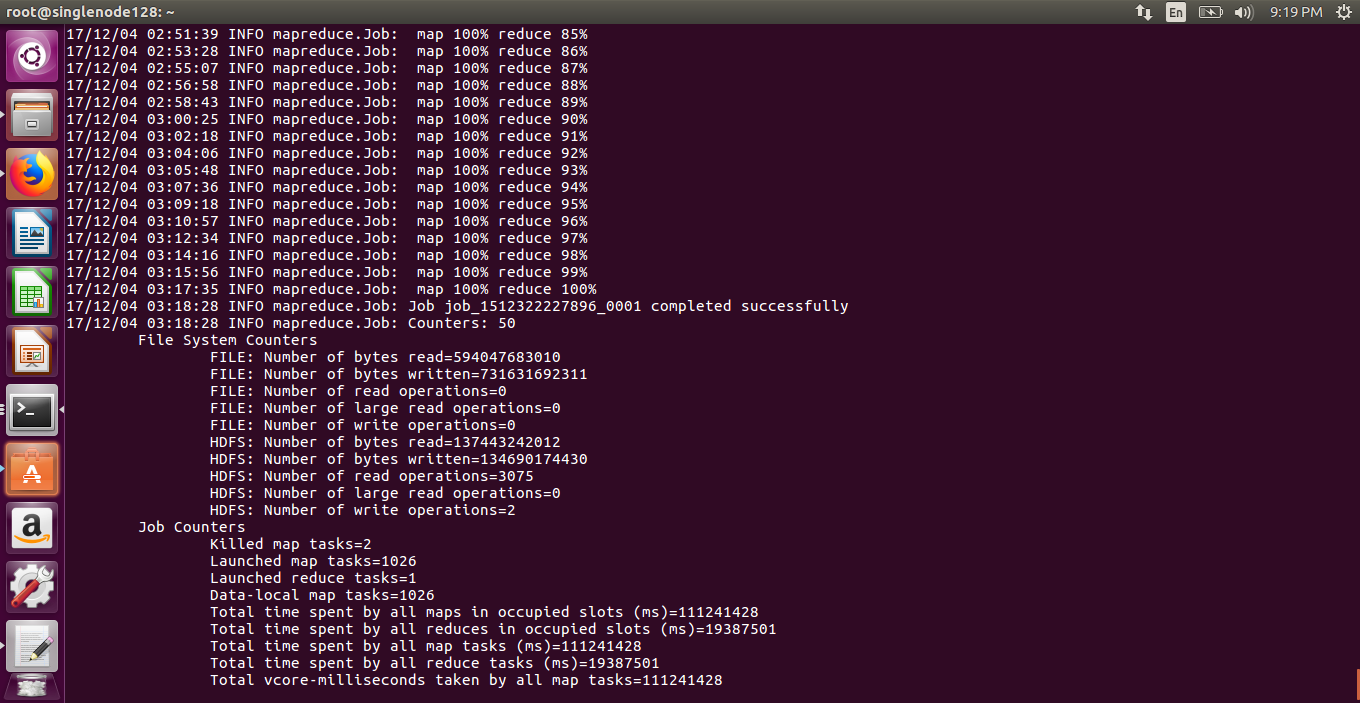 root@singlenode128: ~
En
9:19 PM
17/12/04 02:51:39 INFO mapreduce.Job:  map 100% reduce 85%
17/12/04 02:53:28 INFO mapreduce.Job:  map 100% reduce 86%
17/12/04 02:55:07 INFO mapreduce.Job:  map 100% reduce 87%
17/12/04 02:56:58 INFO mapreduce.Job:  map 100% reduce 88%
17/12/04 02:58:43 INFO mapreduce.Job:  map 100% reduce 89%
17/12/04 03:00:25 INFO mapreduce.Job:  map 100% reduce 90%
17/12/04 03:02:18 INFO mapreduce.Job:  map 100% reduce 91%
17/12/04 03:04:06 INFO mapreduce.Job:  map 100% reduce 92%
17/12/04 03:05:48 INFO mapreduce.Job:  map 100% reduce 93%
17/12/04 03:07:36 INFO mapreduce.Job:  map 100% reduce 94%
17/12/04 03:09:18 INFO mapreduce.Job:  map 100% reduce 95%
17/12/04 03:10:57 INFO mapreduce.Job:  map 100% reduce 96%
17/12/04 03:12:34 INFO mapreduce.Job:  map 100% reduce 97%
17/12/04 03:14:16 INFO mapreduce.Job:  map 100% reduce 98%
17/12/04 03:15:56 INFO mapreduce.Job:  map 100% reduce 99%
17/12/04 03:17:35 INFO mapreduce.Job:  map 100% reduce 100%
17/12/04 03:18:28 INFO mapreduce.Job: Job job_1512322227896_0001 completed successfully
17/12/04 03:18:28 INFO mapreduce.Job: Counters: 50
File System Counters
FILE: Number of bytes read=594047683010
FILE: Number of bytes written=731631692311
FILE: Number of read operations=0
FILE: Number of large read operations=0
FILE: Number of write operations=0
HDFS: Number of bytes read=137443242012
HDFS: Number of bytes written=134690174430
HDFS: Number of read operations=3075
HDFS: Number of large read operations=0
HDFS: Number of write operations=2
Job Counters
Killed map tasks=2
Launched map tasks=1026
Launched reduce tasks=1
Data-local map tasks=1026
Total time spent by all maps in occupied slots (ms)=111241428
Total time spent by all reduces in occupied slots (ms)=19387501
Total time spent by all map tasks (ms)=111241428
Total time spent by all reduce tasks (ms)=19387501
Total vcore-milliseconds taken by all map tasks=111241428